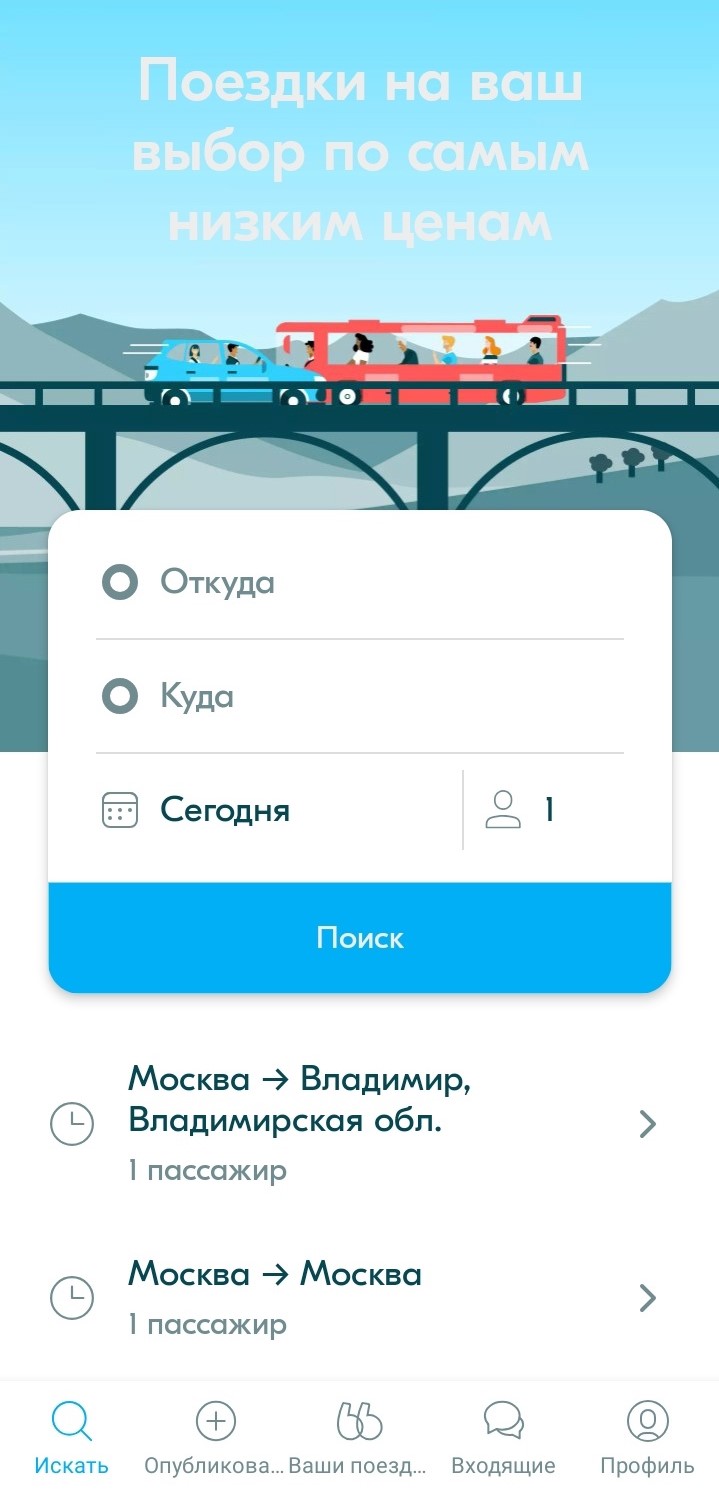 Поездки на ваш
выбор по самым
низким ценам
Откуда
Куда
Сегодня
1
Поиск
Москва → Владимир,
Владимирская обл.
1 пассажир
Москва → Москва
1 пассажир
Искать
Опубликова...
Ваши поезд...
Входящие
Профиль